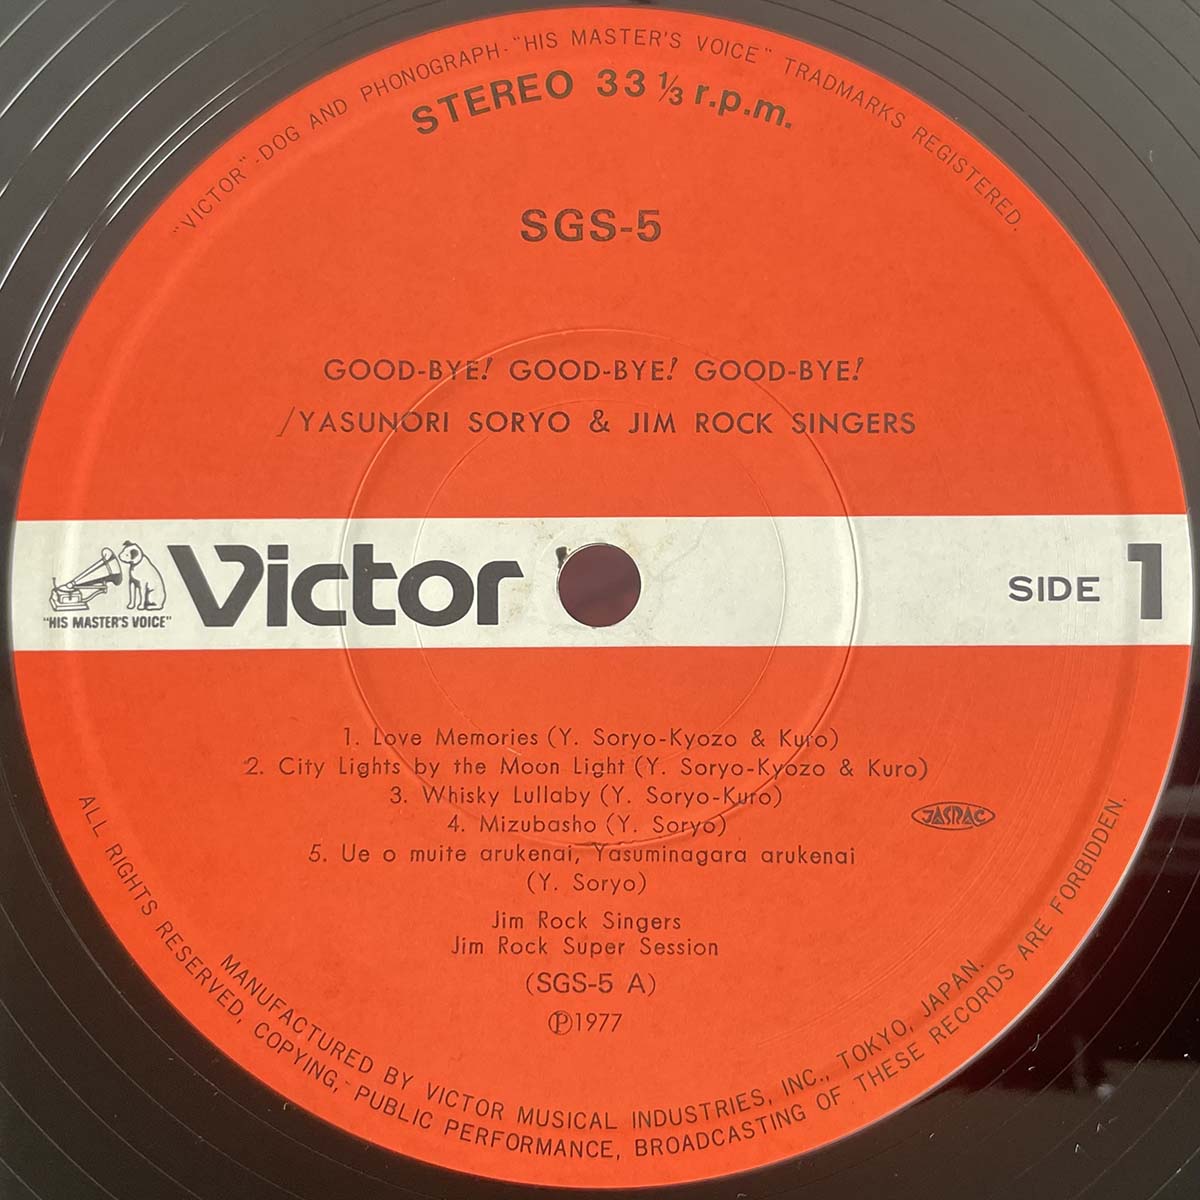 "VICTOR"-DOG AND PHONOGRAPH-"HIS MASTER'S VOICE" TRADMARKS REGISTERED.
STEREO 33 1/3 r.p.m.
SGS-5
GOOD-BYE! GOOD-BYE! GOOD-BYE!
/YASUNORI SORYO & JIM ROCK SINGERS
"HIS MASTER'S VOICE"
Victor
SIDE 1
1. Love Memories (Y. Soryo-Kyozo & Kuro)
2. City Lights by the Moon Light (Y. Soryo-Kyozo & Kuro)
3. Whisky Lullaby (Y. Soryo-Kuro)
4. Mizubasho (Y. Soryo)
5. Ue o muite arukenai, Yasuminagara arukenai
(Y. Soryo)
JASRAC
Jim Rock Singers
Jim Rock Super Session
(SGS-5 A)
Ⓟ1977
MANUFACTURED BY VICTOR MUSICAL INDUSTRIES, INC., TOKYO, JAPAN.
ALL RIGHTS RESERVED, COPYING, PUBLIC PERFORMANCE, BROADCASTING OF THESE RECORDS ARE FORBIDDEN.